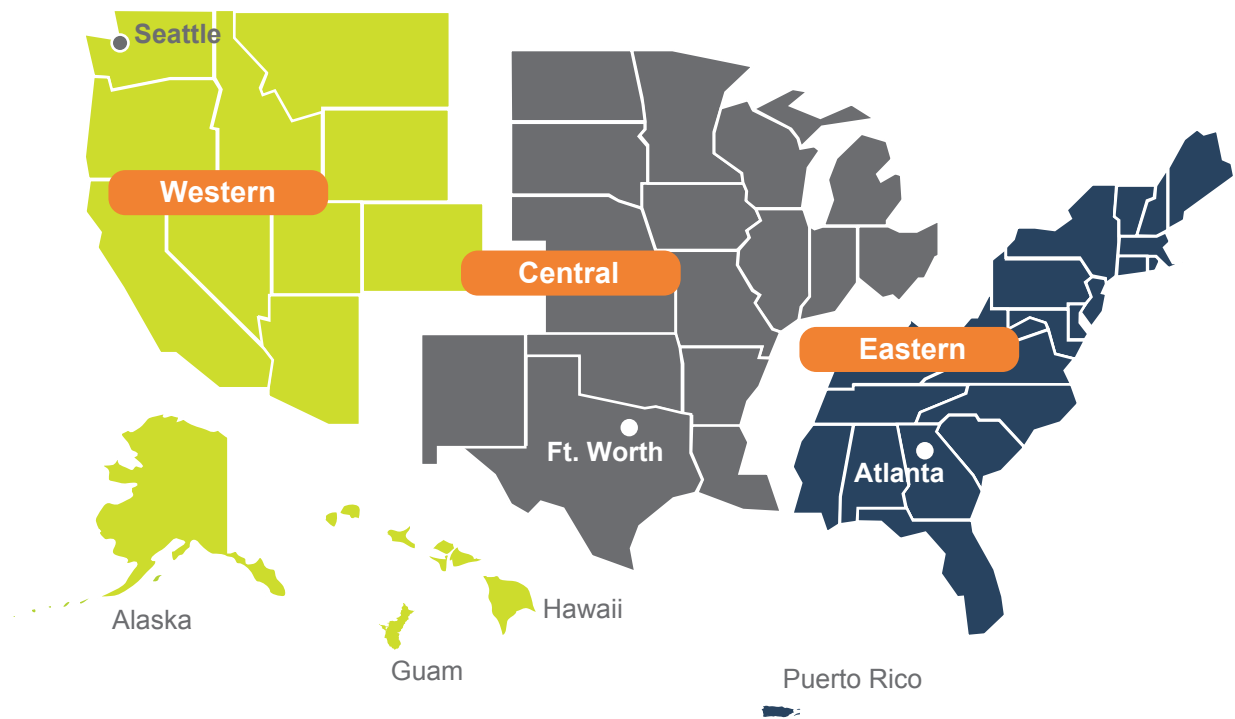 Seattle
Western
Central
Eastern
Ft. Worth
Atlanta
Alaska
Hawaii
Guam
Puerto Rico